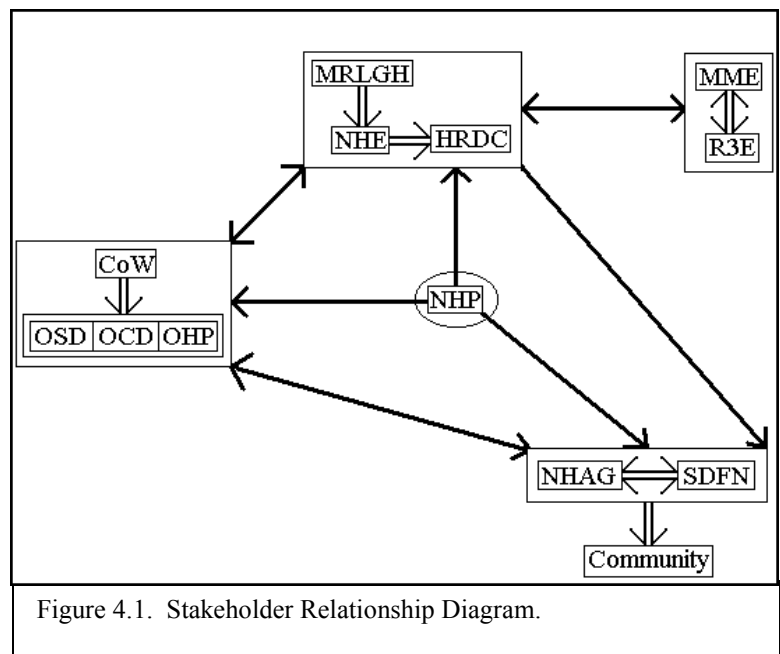 MRLGH
MME
NHE
HRDC
R3E
CoW
NHP
OSD OCD OHP
NHAG
SDFN
Community
Figure 4.1. Stakeholder Relationship Diagram.